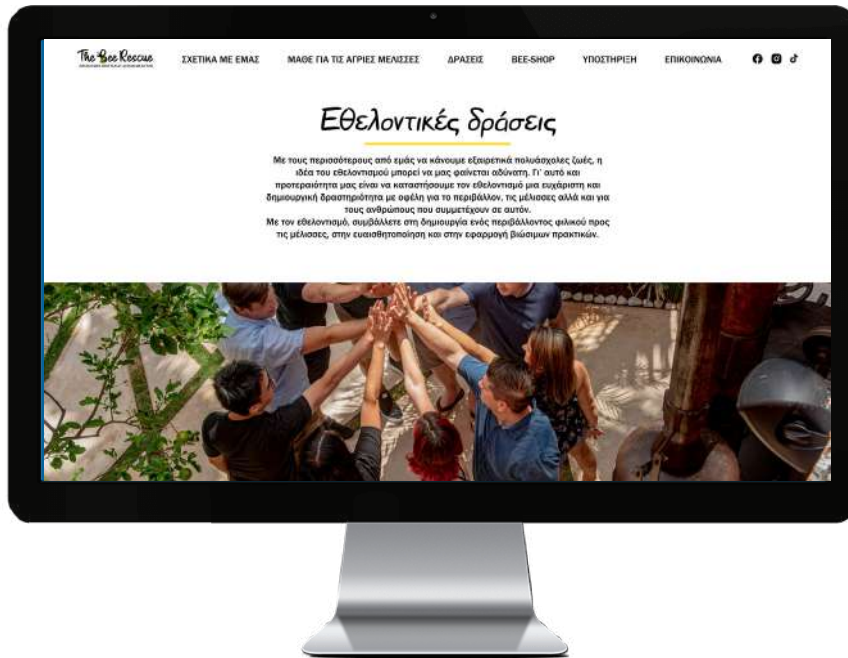 The Bee Rescue
ΣΧΕΤΙΚΑ ΜΕ ΕΜΑΣ
ΜΑΘΕ ΓΙΑ ΤΙΣ ΑΓΡΙΕΣ ΜΕΛΙΣΣΕΣ
ΔΡΑΣΕΙΣ
BEE-SHOP
ΥΠΟΣΤΗΡΙΞΗ
ΕΠΙΚΟΙΝΩΝΙΑ
Εθελοντικές δράσεις
Με τους περισσότερους από εμάς να κάνουμε εξαιρετικά πολυάσχολες ζωές, η
ιδέα του εθελοντισμού μπορεί να μας φαίνεται αδύνατη. Γι' αυτό και
προτεραιότητα μας είναι να καταστήσουμε τον εθελοντισμό μια ευχάριστη και
δημιουργική δραστηριότητα με οφέλη για το περιβάλλον, τις μέλισσες αλλά και για
τους ανθρώπους που συμμετέχουν σε αυτόν.
Με τον εθελοντισμό, συμβάλλετε στη δημιουργία ενός περιβάλλοντος φιλικού προς
τις μέλισσες, στην ευαισθητοποίηση και στην εφαρμογή βιώσιμων πρακτικών.